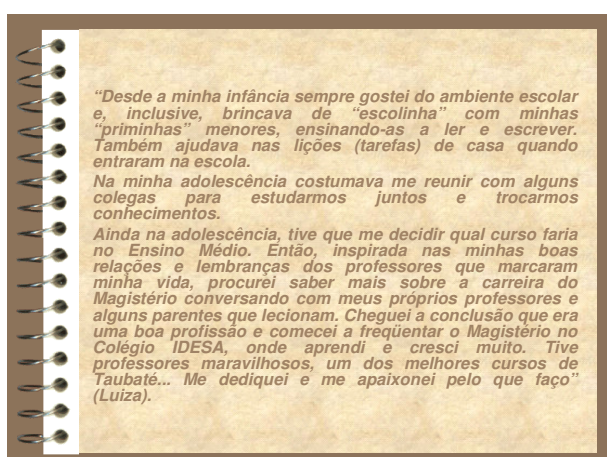 “Desde a minha infância sempre gostei do ambiente escolar
e, inclusive, brincava de “escolinha” com minhas
“priminhas” menores, ensinando-as a ler e escrever.
Também ajudava nas lições (tarefas) de casa quando
entraram na escola.
Na minha adolescência costumava me reunir com alguns
colegas para estudarmos juntos e trocarmos
conhecimentos.
Ainda na adolescência, tive que me decidir qual curso faria
no Ensino Médio. Então, inspirada nas minhas boas
relações e lembranças dos professores que marcaram
minha vida, procurei saber mais sobre a carreira do
Magistério conversando com meus próprios professores e
alguns parentes que lecionam. Cheguei a conclusão que era
uma boa profissão e comecei a freqüentar o Magistério no
Colégio IDESA, onde aprendi e cresci muito. Tive
professores maravilhosos, um dos melhores cursos de
Taubaté... Me dediquei e me apaixonei pelo que faço”
(Luiza).